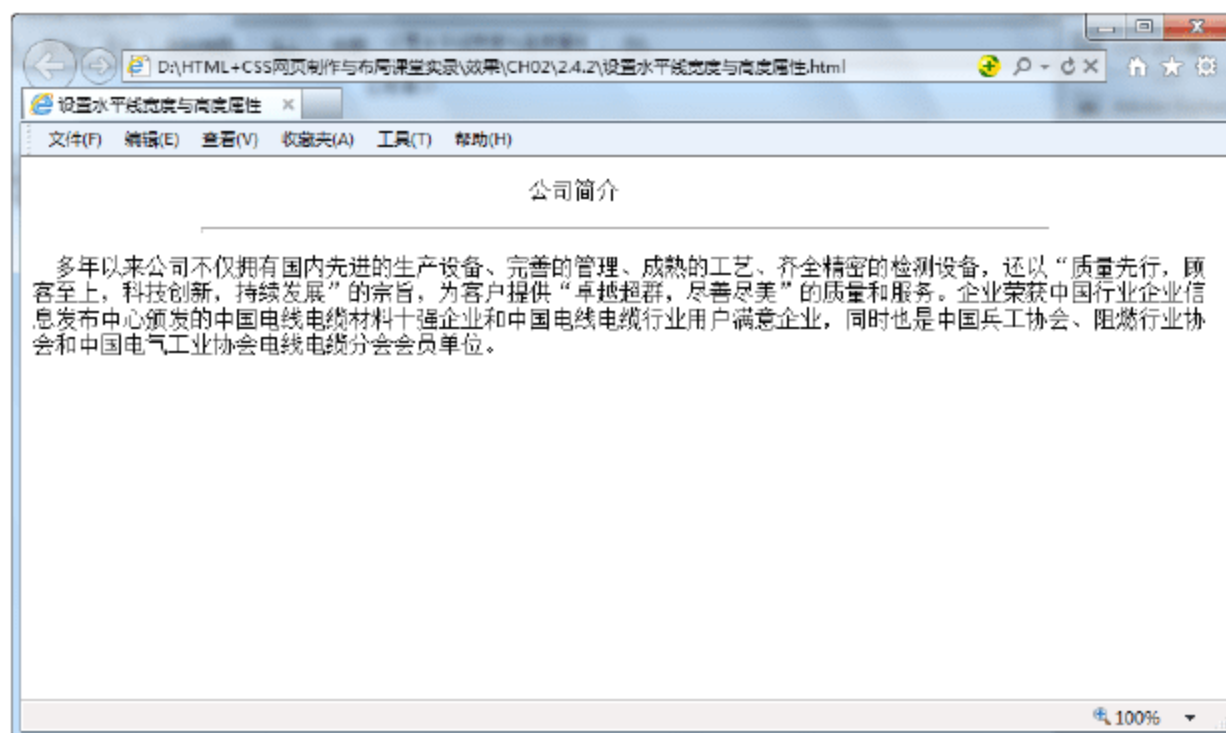 D:\HTML+CSS网页制作与布局课堂实录\效果\CH02\2.4.2\设置水平线宽度与高度属性.html
设置水平线宽度与高度属性
文件(F) 编辑(E) 查看(V) 收藏夹(A) 工具(T) 帮助(H)
公司简介
多年以来公司不仅拥有国内先进的生产设备、完善的管理、成熟的工艺、齐全精密的检测设备，还以“质量先行，顾
客至上，科技创新，持续发展”的宗旨，为客户提供“卓越超群，尽善尽美”的质量和服务。企业荣获中国行业企业信
息发布中心颁发的中国电线电缆材料十强企业和中国电线电缆行业用户满意企业，同时也是中国兵工协会、阻燃行业协
会和中国电气工业协会电线电缆分会会员单位。
100%